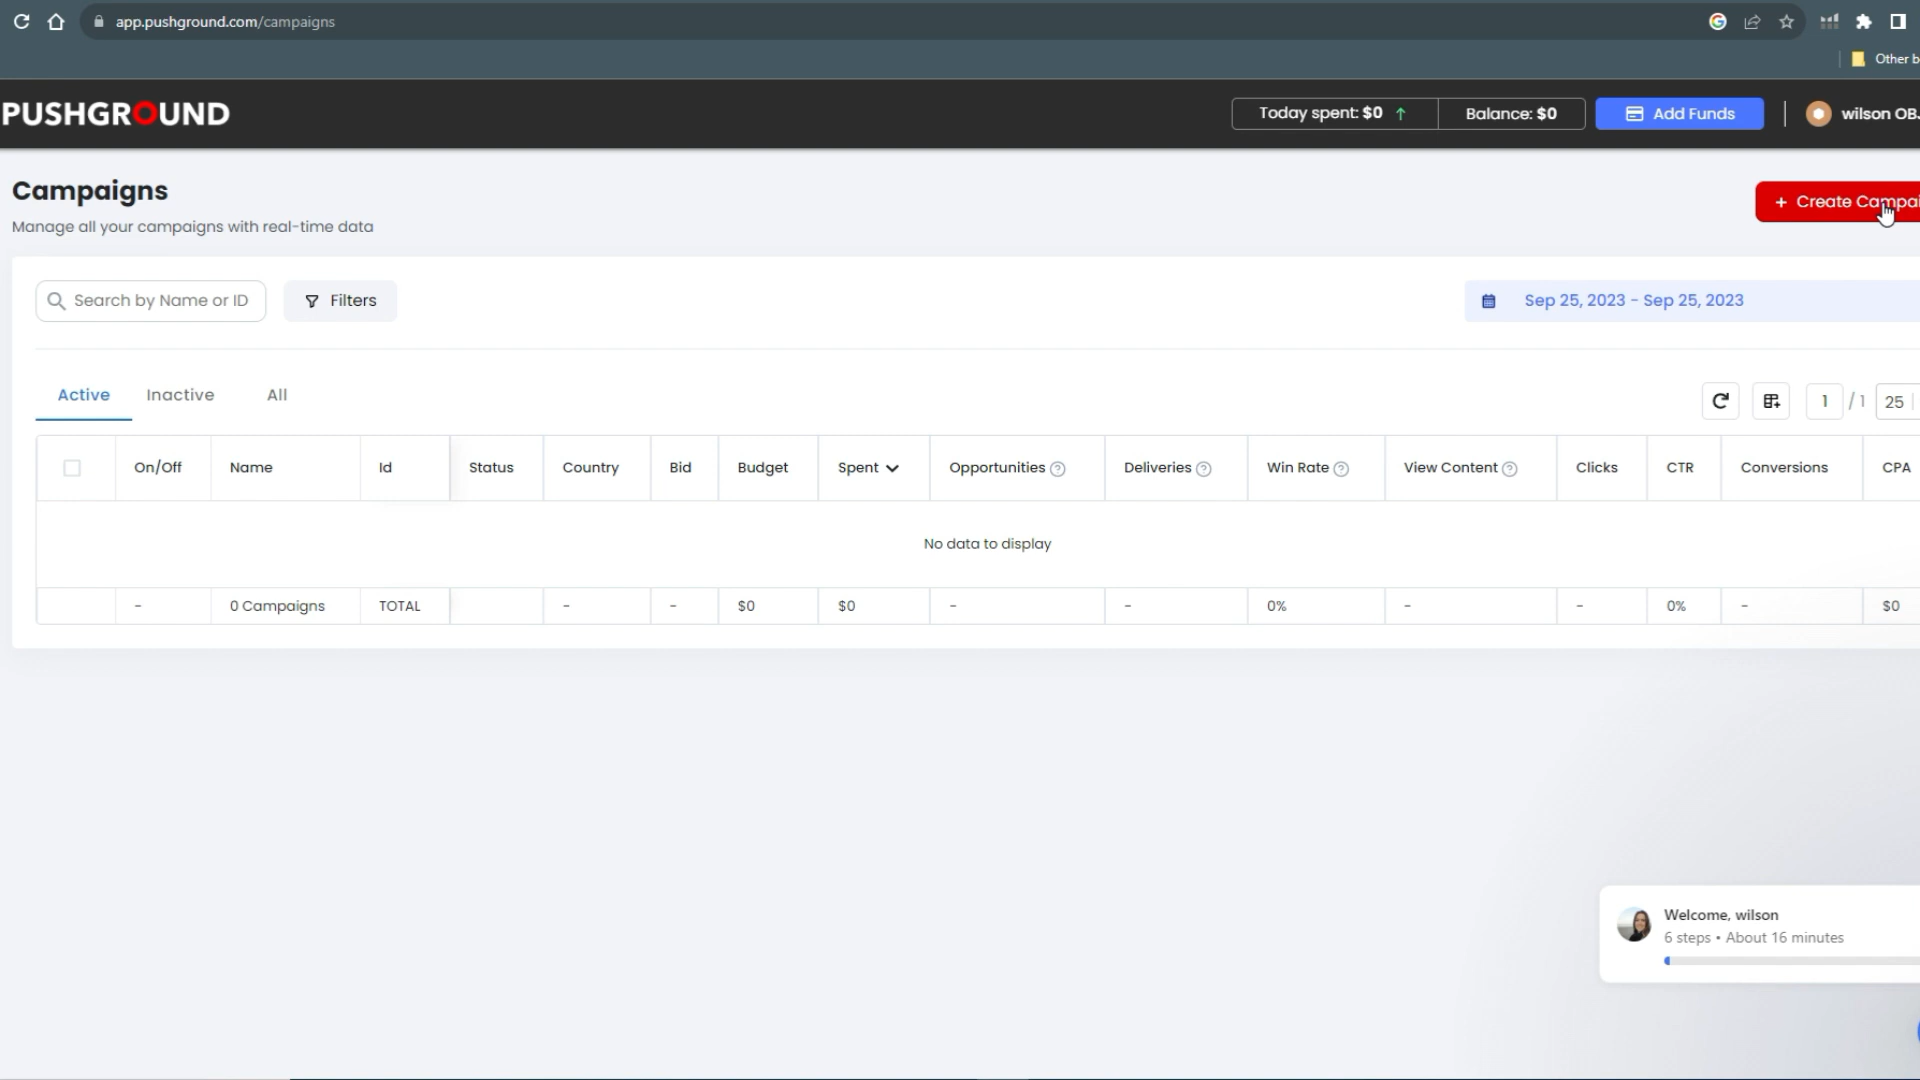 app.pushground.com/campaigns
Other b
PUSHGROUND
Today spent: $0 ↑
Balance: $0
Add Funds
wilson OBJ
Campaigns
Manage all your campaigns with real-time data
+ Create Campai
Search by Name or ID
Filters
Sep 25, 2023 - Sep 25, 2023
Active Inactive All
1 / 1 25
On/Off Name Id Status Country Bid Budget Spent Opportunities Deliveries Win Rate View Content Clicks CTR Conversions CPA
No data to display
- 0 Campaigns TOTAL - - $0 $0 - - 0% - - 0% - $0
Welcome, wilson
6 steps • About 16 minutes